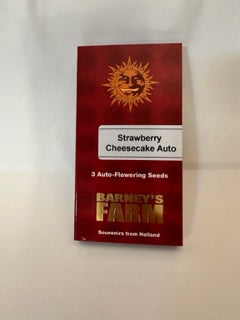 Strawberry
Cheesecake Auto
3 Auto-Flowering Seeds
BARNEY'S
FARM
Souvenirs from Holland